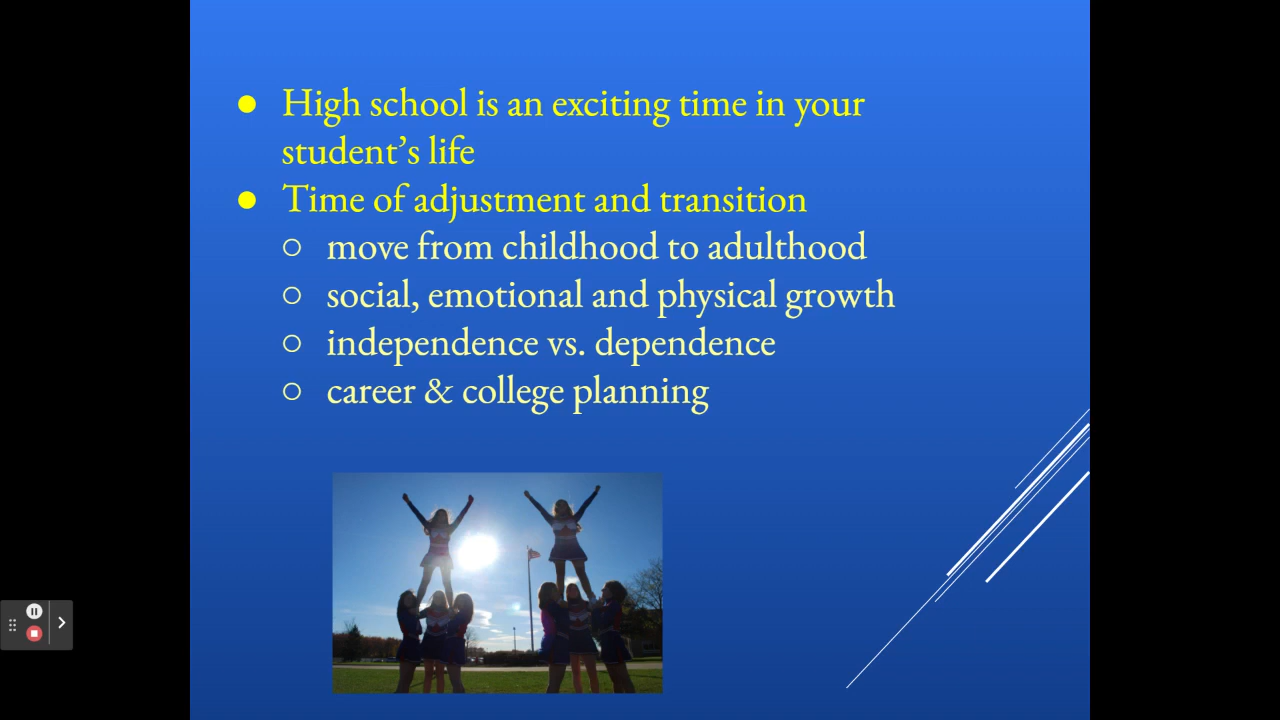 ● High school is an exciting time in your
student’s life
● Time of adjustment and transition
○ move from childhood to adulthood
○ social, emotional and physical growth
○ independence vs. dependence
○ career & college planning